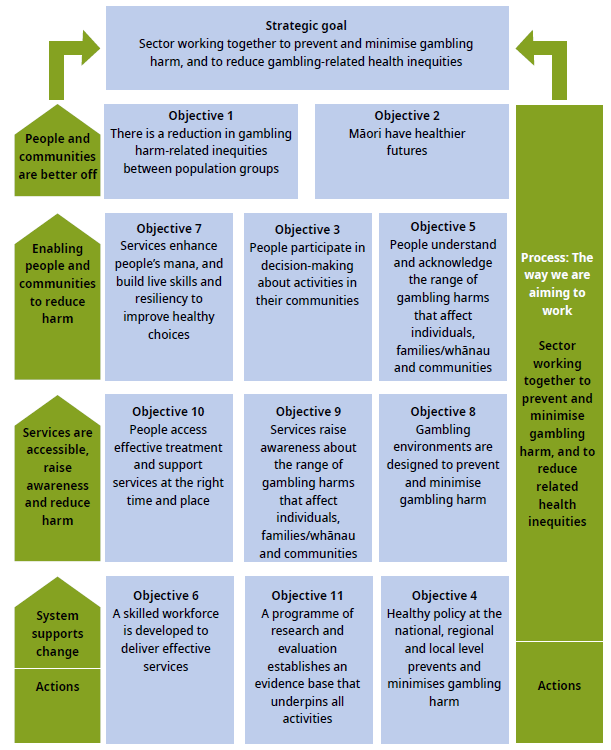 Strategic goal
Sector working together to prevent and minimise gambling
harm, and to reduce gambling-related health inequities
People and
communities
are better off
Objective 1
There is a reduction in gambling
harm-related inequities
between population groups
Objective 2
Māori have healthier
futures
Enabling
people and
communities
to reduce
harm
Objective 7
Services enhance
people’s mana, and
build live skills and
resiliency to
improve healthy
choices
Objective 3
People participate in
decision-making
about activities in
their communities
Objective 5
People understand
and acknowledge
the range of
gambling harms
that affect
individuals,
families/whānau
and communities
Services are
accessible,
raise
awareness
and reduce
harm
Objective 10
People access
effective treatment
and support
services at the right
time and place
Objective 9
Services raise
awareness about
the range of
gambling harms
that affect
individuals,
families/whānau
and communities
Objective 8
Gambling
environments are
designed to prevent
and minimise
gambling harm
System
supports
change
Actions
Objective 6
A skilled workforce
is developed to
deliver effective
services
Objective 11
A programme of
research and
evaluation
establishes an
evidence base that
underpins all
activities
Objective 4
Healthy policy at the
national, regional
and local level
prevents and
minimises gambling
harm
Process: The
way we are
aiming to
work
Sector
working
together to
prevent and
minimise
gambling
harm, and to
reduce
related
health
inequities
Actions